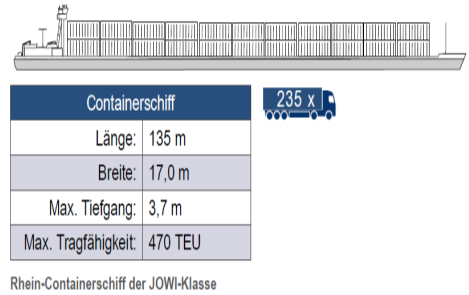 Containerschiff
235 x
Länge: 135 m
Breite: 17,0 m
Max. Tiefgang: 3,7 m
Max. Tragfähigkeit: 470 TEU
Rhein-Containerschiff der JOWI-Klasse